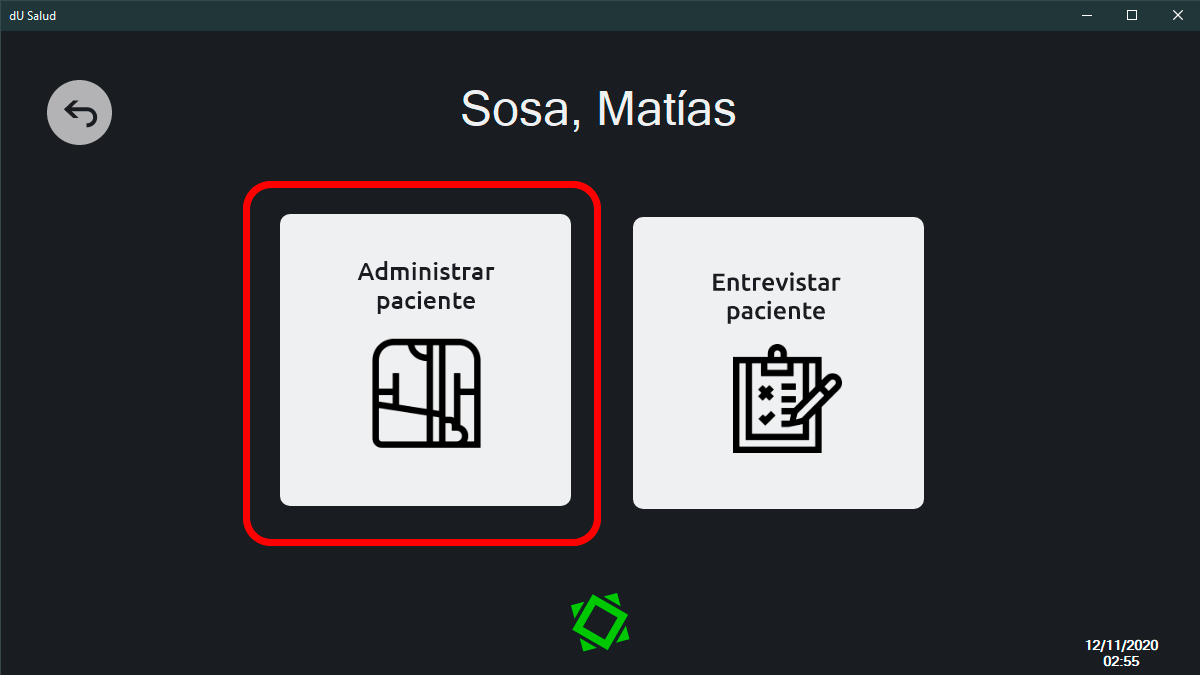 dU Salud
Sosa, Matías
Administrar
paciente
Entrevistar
paciente
12/11/2020
02:55